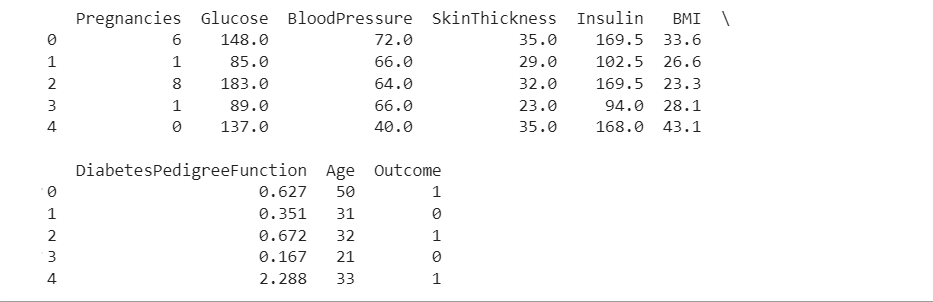 Pregnancies Glucose BloodPressure SkinThickness Insulin BMI \
0 6 148.0 72.0 35.0 169.5 33.6
1 1 85.0 66.0 29.0 102.5 26.6
2 8 183.0 64.0 32.0 169.5 23.3
3 1 89.0 66.0 23.0 94.0 28.1
4 0 137.0 40.0 35.0 168.0 43.1
DiabetesPedigreeFunction Age Outcome
0 0.627 50 1
1 0.351 31 0
2 0.672 32 1
3 0.167 21 0
4 2.288 33 1